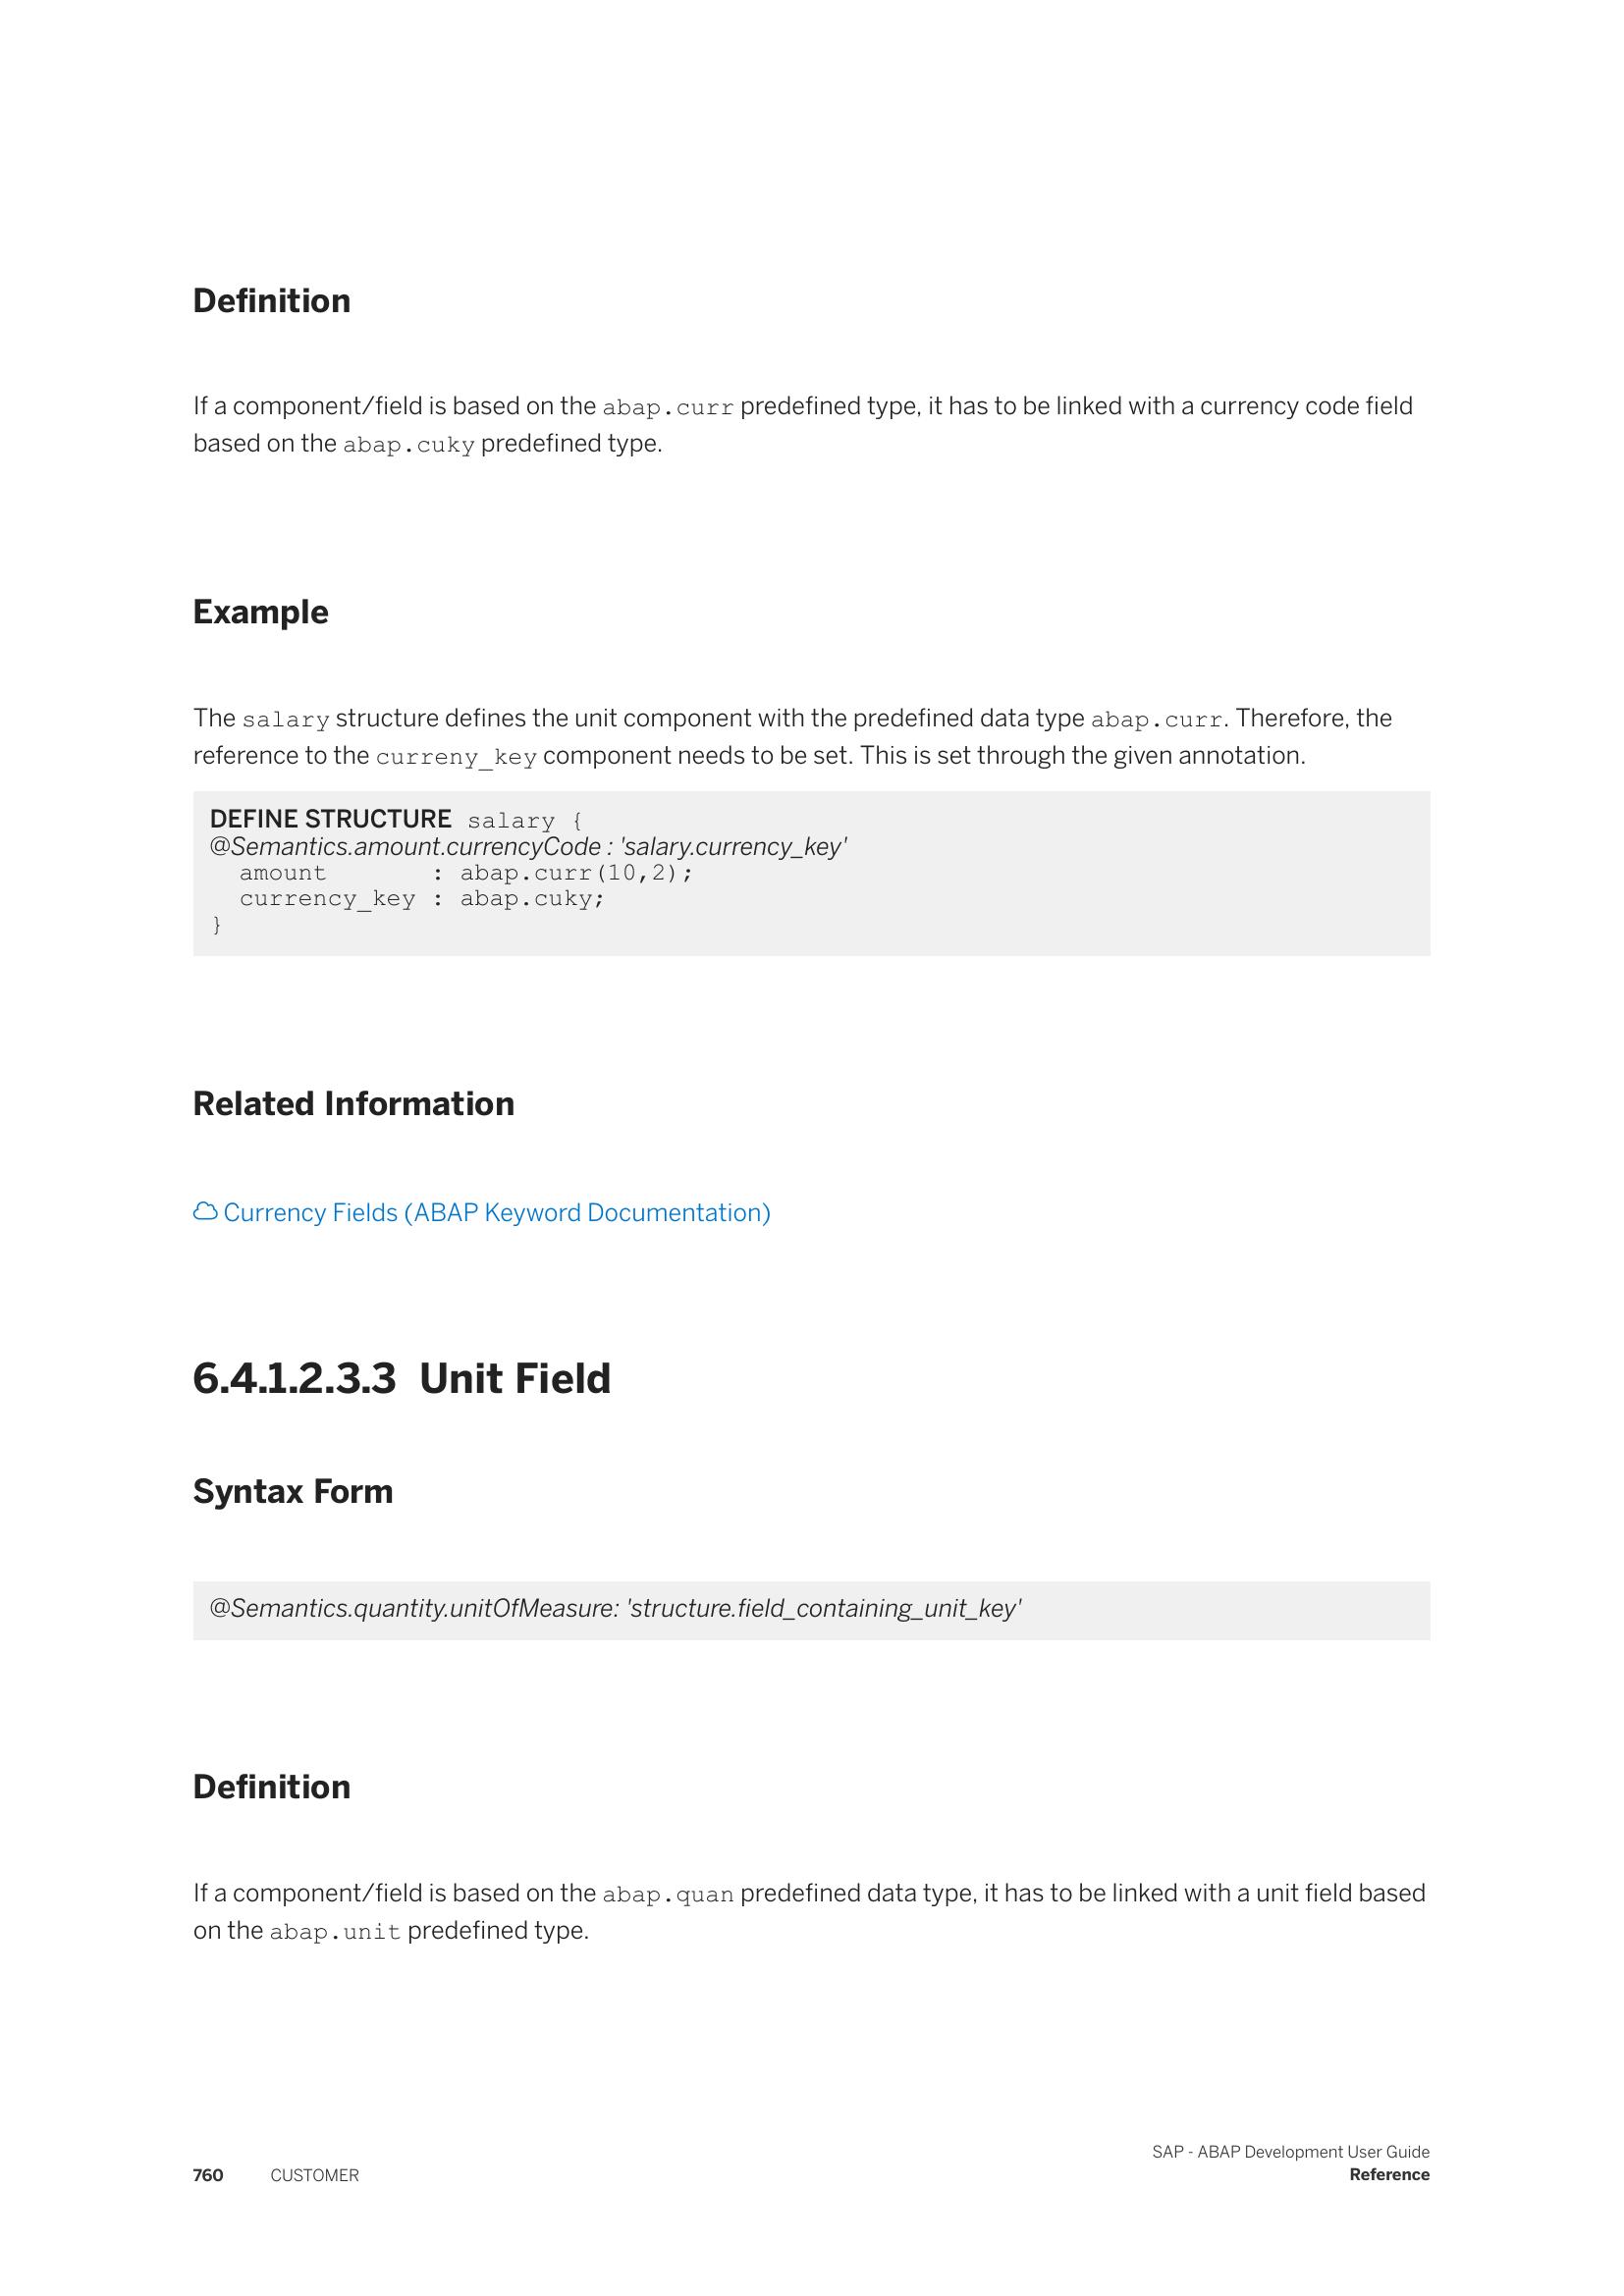 Definition
If a component/field is based on the abap.curr predefined type, it has to be linked with a currency code field
based on the abap.cuky predefined type.
Example
The salary structure defines the unit component with the predefined data type abap.curr. Therefore, the
reference to the curreny_key component needs to be set. This is set through the given annotation.
DEFINE STRUCTURE salary {
@Semantics.amount.currencyCode : 'salary.currency_key'
  amount       : abap.curr(10,2);
  currency_key : abap.cuky;
}
Related Information
Currency Fields (ABAP Keyword Documentation)
6.4.1.2.3.3 Unit Field
Syntax Form
@Semantics.quantity.unitOfMeasure: 'structure.field_containing_unit_key'
Definition
If a component/field is based on the abap.quan predefined data type, it has to be linked with a unit field based
on the abap.unit predefined type.
SAP - ABAP Development User Guide
760 CUSTOMER Reference